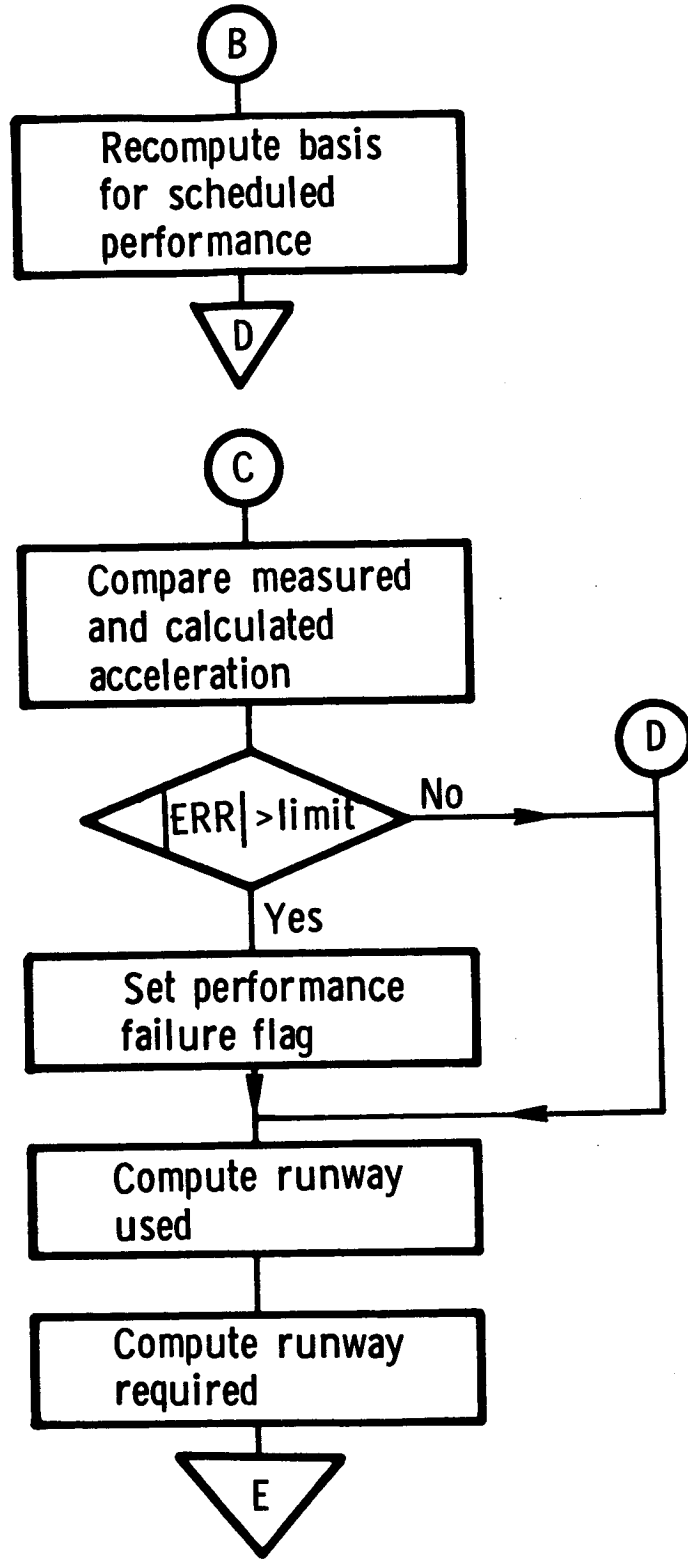 B
Recompute basis
for scheduled
performance
D
C
Compare measured
and calculated
acceleration
D
|ERR| >limit
No
Yes
Set performance
failure flag
Compute runway
used
Compute runway
required
E